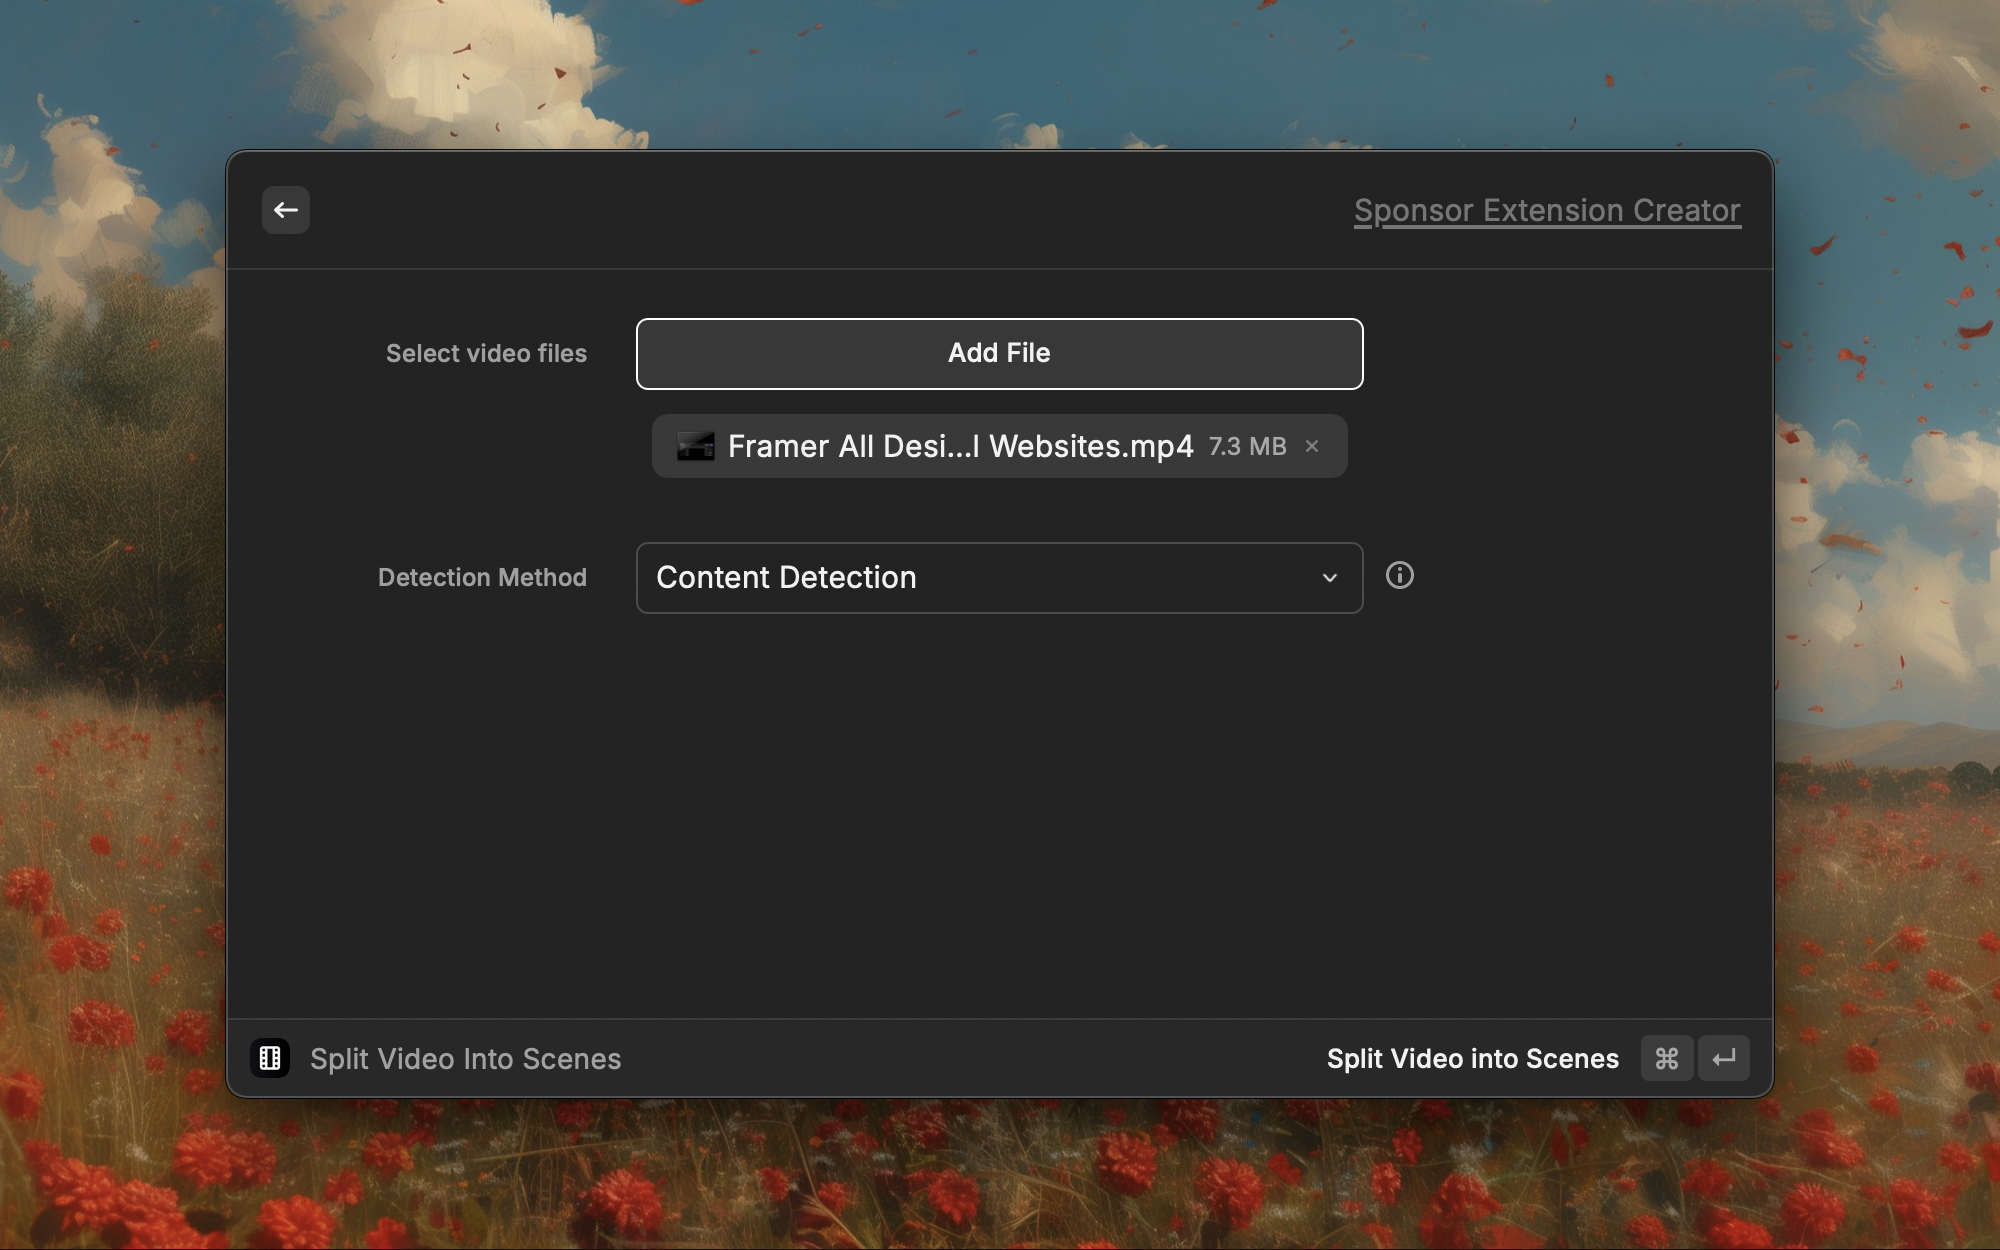 Sponsor Extension Creator
Select video files
Add File
Framer All Desi...l Websites.mp4 7.3 MB
Detection Method
Content Detection
Split Video Into Scenes
Split Video into Scenes ⌘ ↵